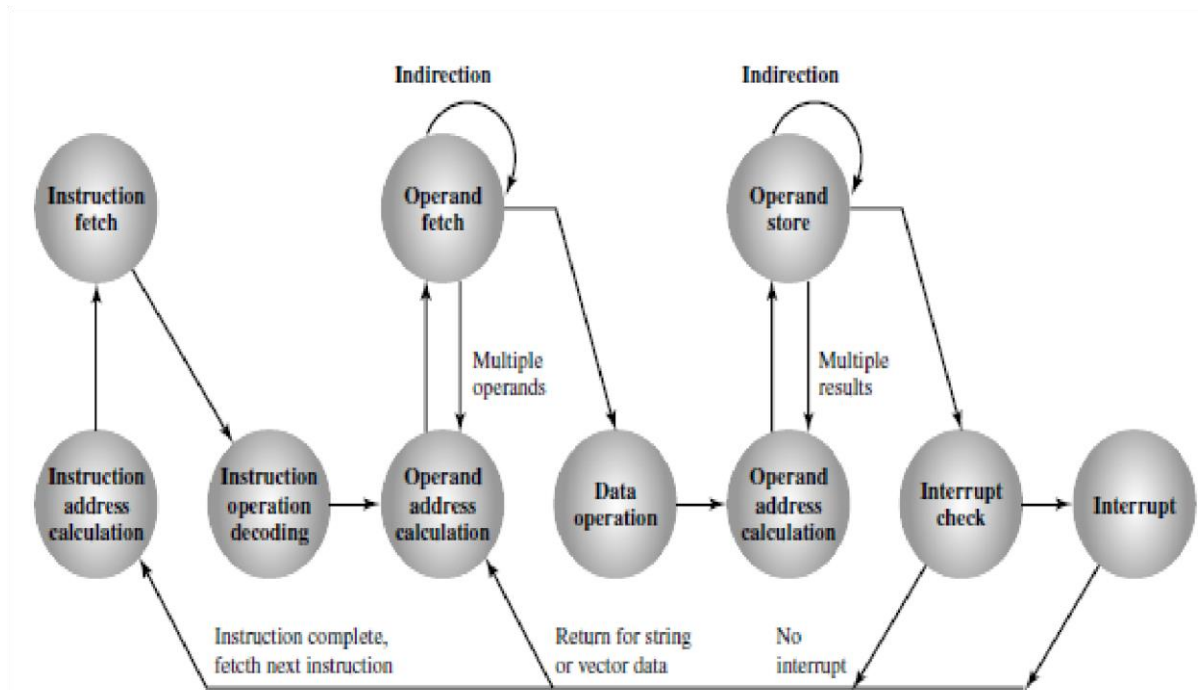 Indirection
Indirection
Instruction
fetch
Operand
fetch
Operand
store
Multiple
operands
Multiple
results
Instruction
address
calculation
Instruction
operation
decoding
Operand
address
calculation
Data
operation
Operand
address
calculation
Interrupt
check
Interrupt
Instruction complete,
fetcth next instruction
Return for string
or vector data
No
interrupt